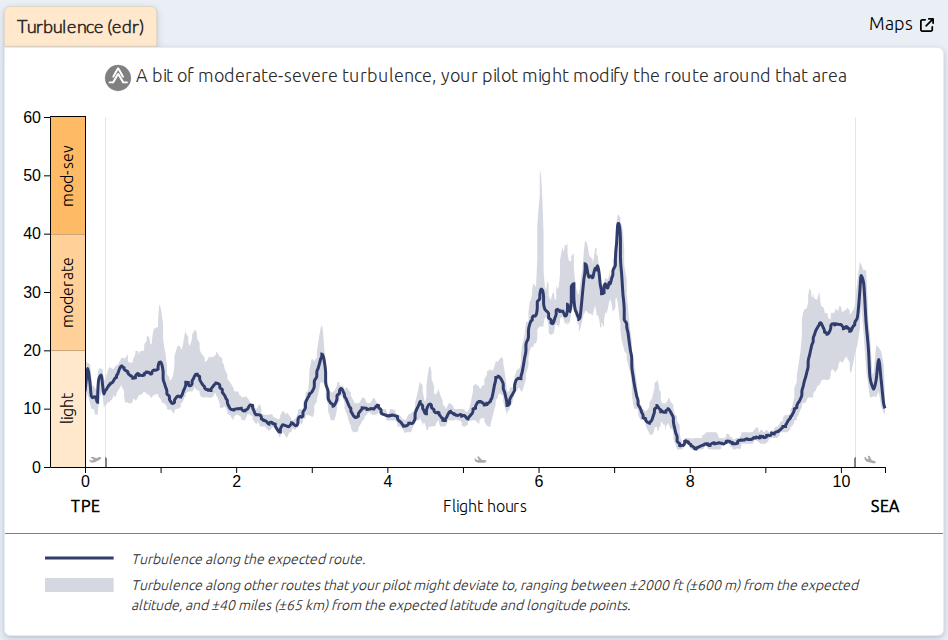 Turbulence (edr)
Maps
A bit of moderate-severe turbulence, your pilot might modify the route around that area
60
50
40
30
20
10
0
mod-sev
moderate
light
0 2 4 6 8 10
TPE Flight hours SEA
Turbulence along the expected route.
Turbulence along other routes that your pilot might deviate to, ranging between ±2000 ft (±600 m) from the expected
altitude, and ±40 miles (±65 km) from the expected latitude and longitude points.